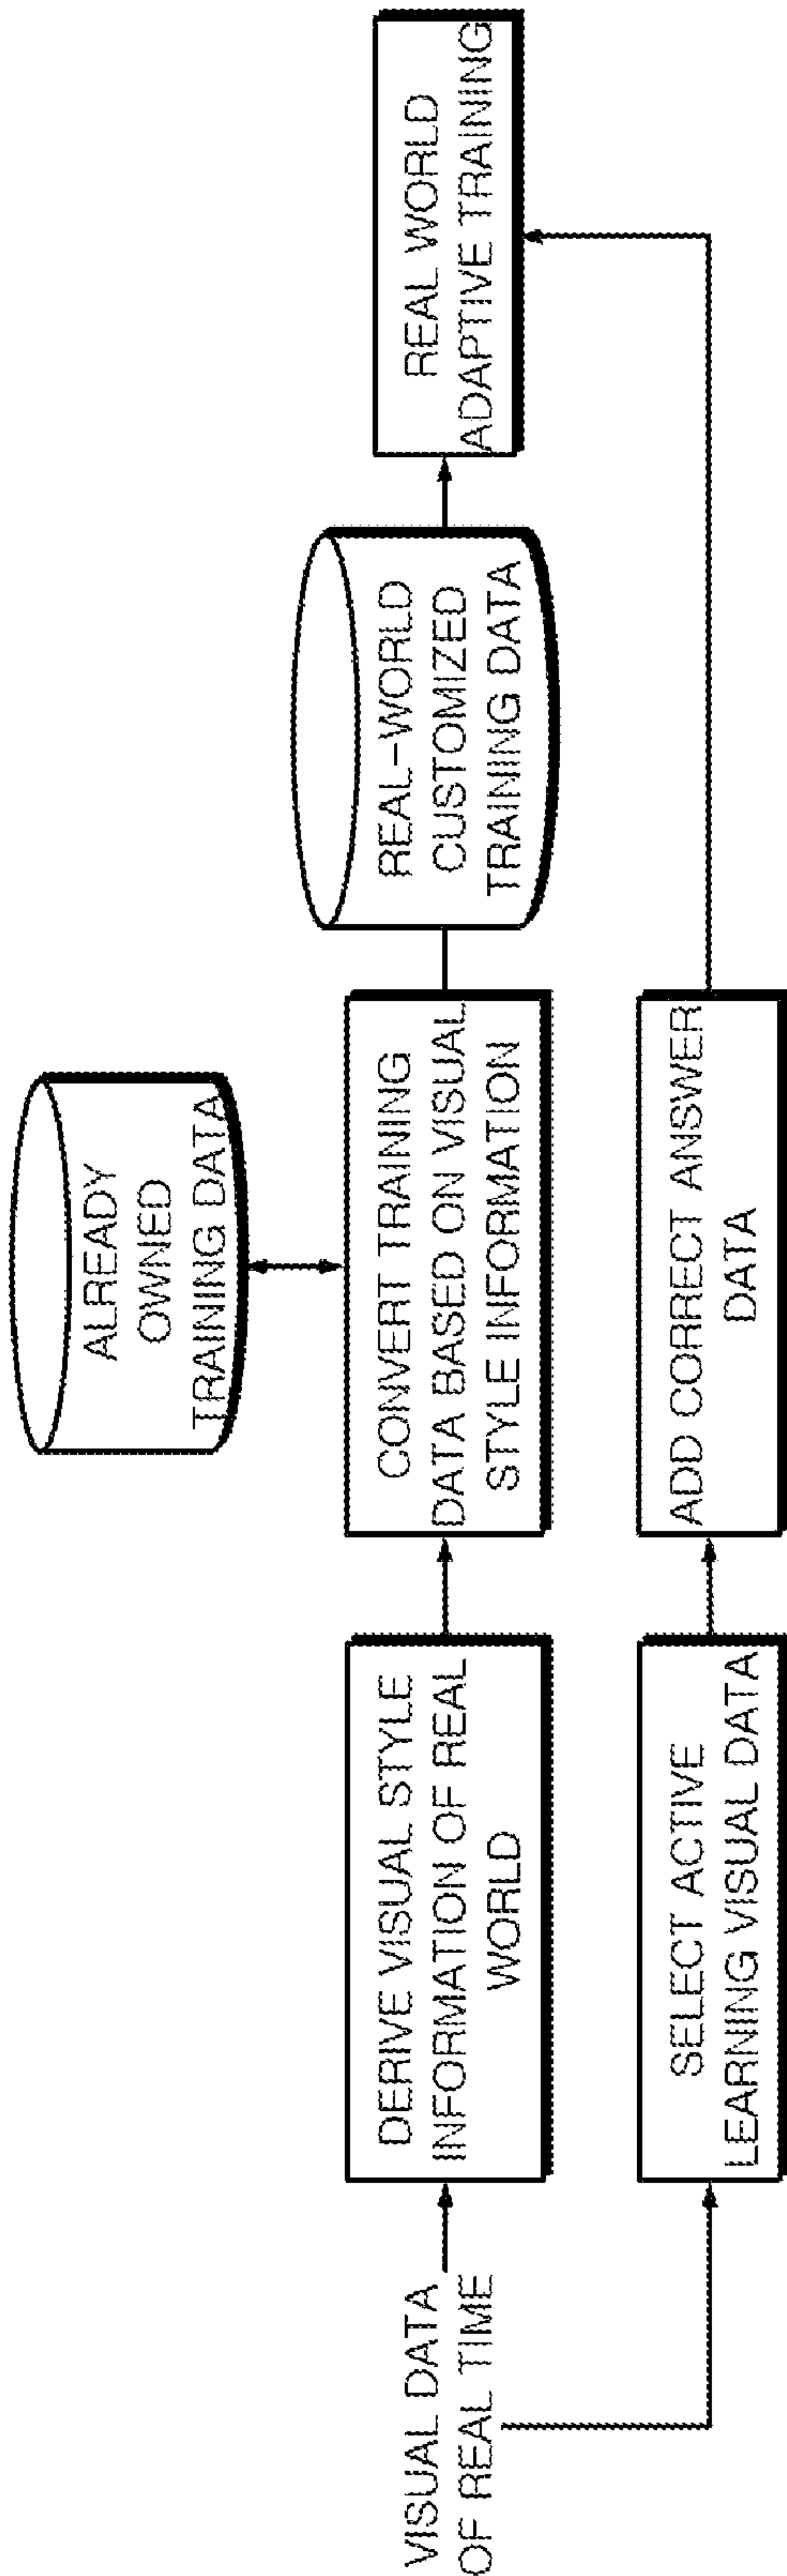 VISUAL DATA
OF REAL TIME
DERIVE VISUAL STYLE
INFORMATION OF REAL
WORLD
ALREADY
OWNED
TRAINING DATA
CONVERT TRAINING
DATA BASED ON VISUAL
STYLE INFORMATION
REAL-WORLD
CUSTOMIZED
TRAINING DATA
REAL WORLD
ADAPTIVE TRAINING
SELECT ACTIVE
LEARNING VISUAL DATA
ADD CORRECT ANSWER
DATA